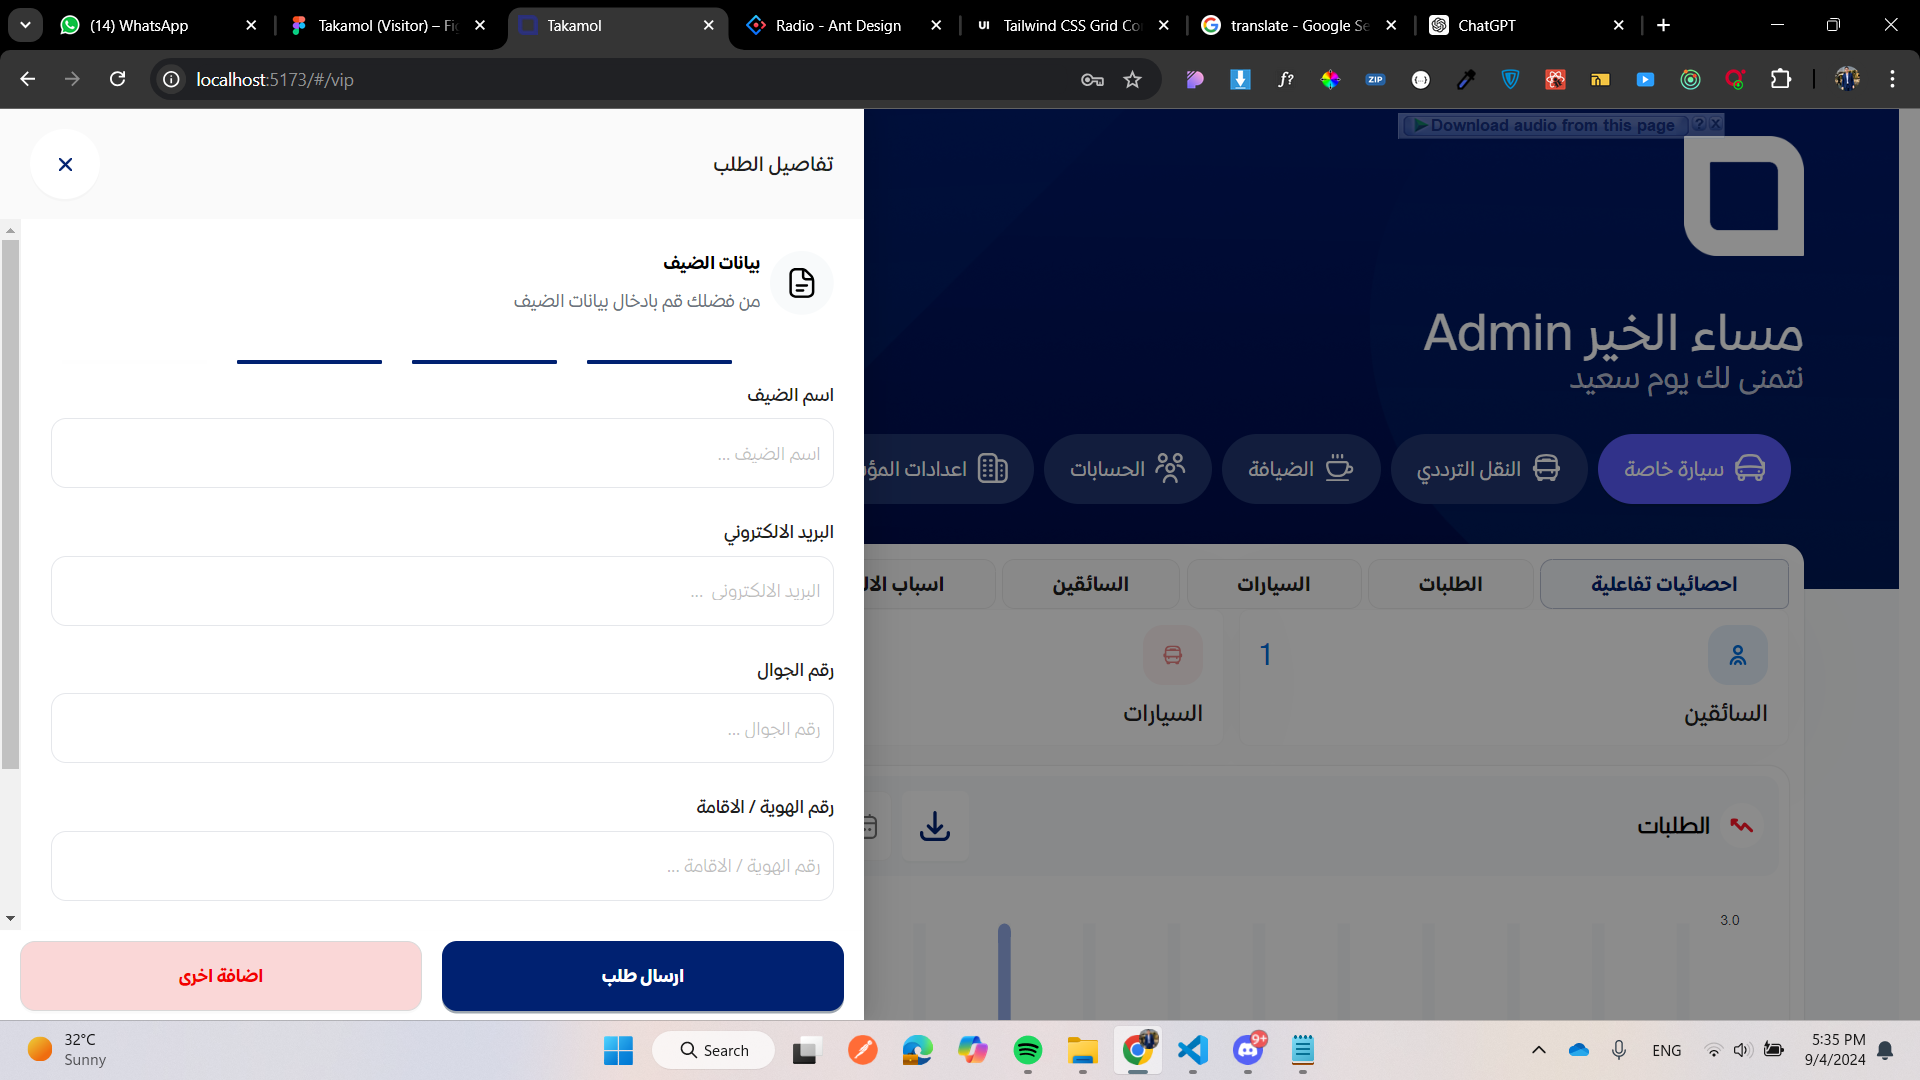 (14) WhatsApp
Takamol (Visitor) – Fi
Takamol
Radio - Ant Design
Tailwind CSS Grid Co
translate - Google Se
ChatGPT
localhost:5173/#/vip
Download audio from this page ? X
تفاصيل الطلب
بيانات الضيف
من فضلك قم بادخال بيانات الضيف
اسم الضيف
اسم الضيف ...
البريد الالكتروني
البريد الالكتروني ...
رقم الجوال
رقم الجوال ...
رقم الهوية / الاقامة
رقم الهوية / الاقامة ...
ارسال طلب
اضافة اخرى
مساء الخير Admin
نتمنى لك يوم سعيد
سيارة خاصة
النقل الترددي
الضيافة
الحسابات
اعدادات
احصائيات تفاعلية
الطلبات
السيارات
السائقين
اسباب
1
السائقين
السيارات
الطلبات
3.0
32°C
Sunny
Search
9+
ENG
5:35 PM
9/4/2024